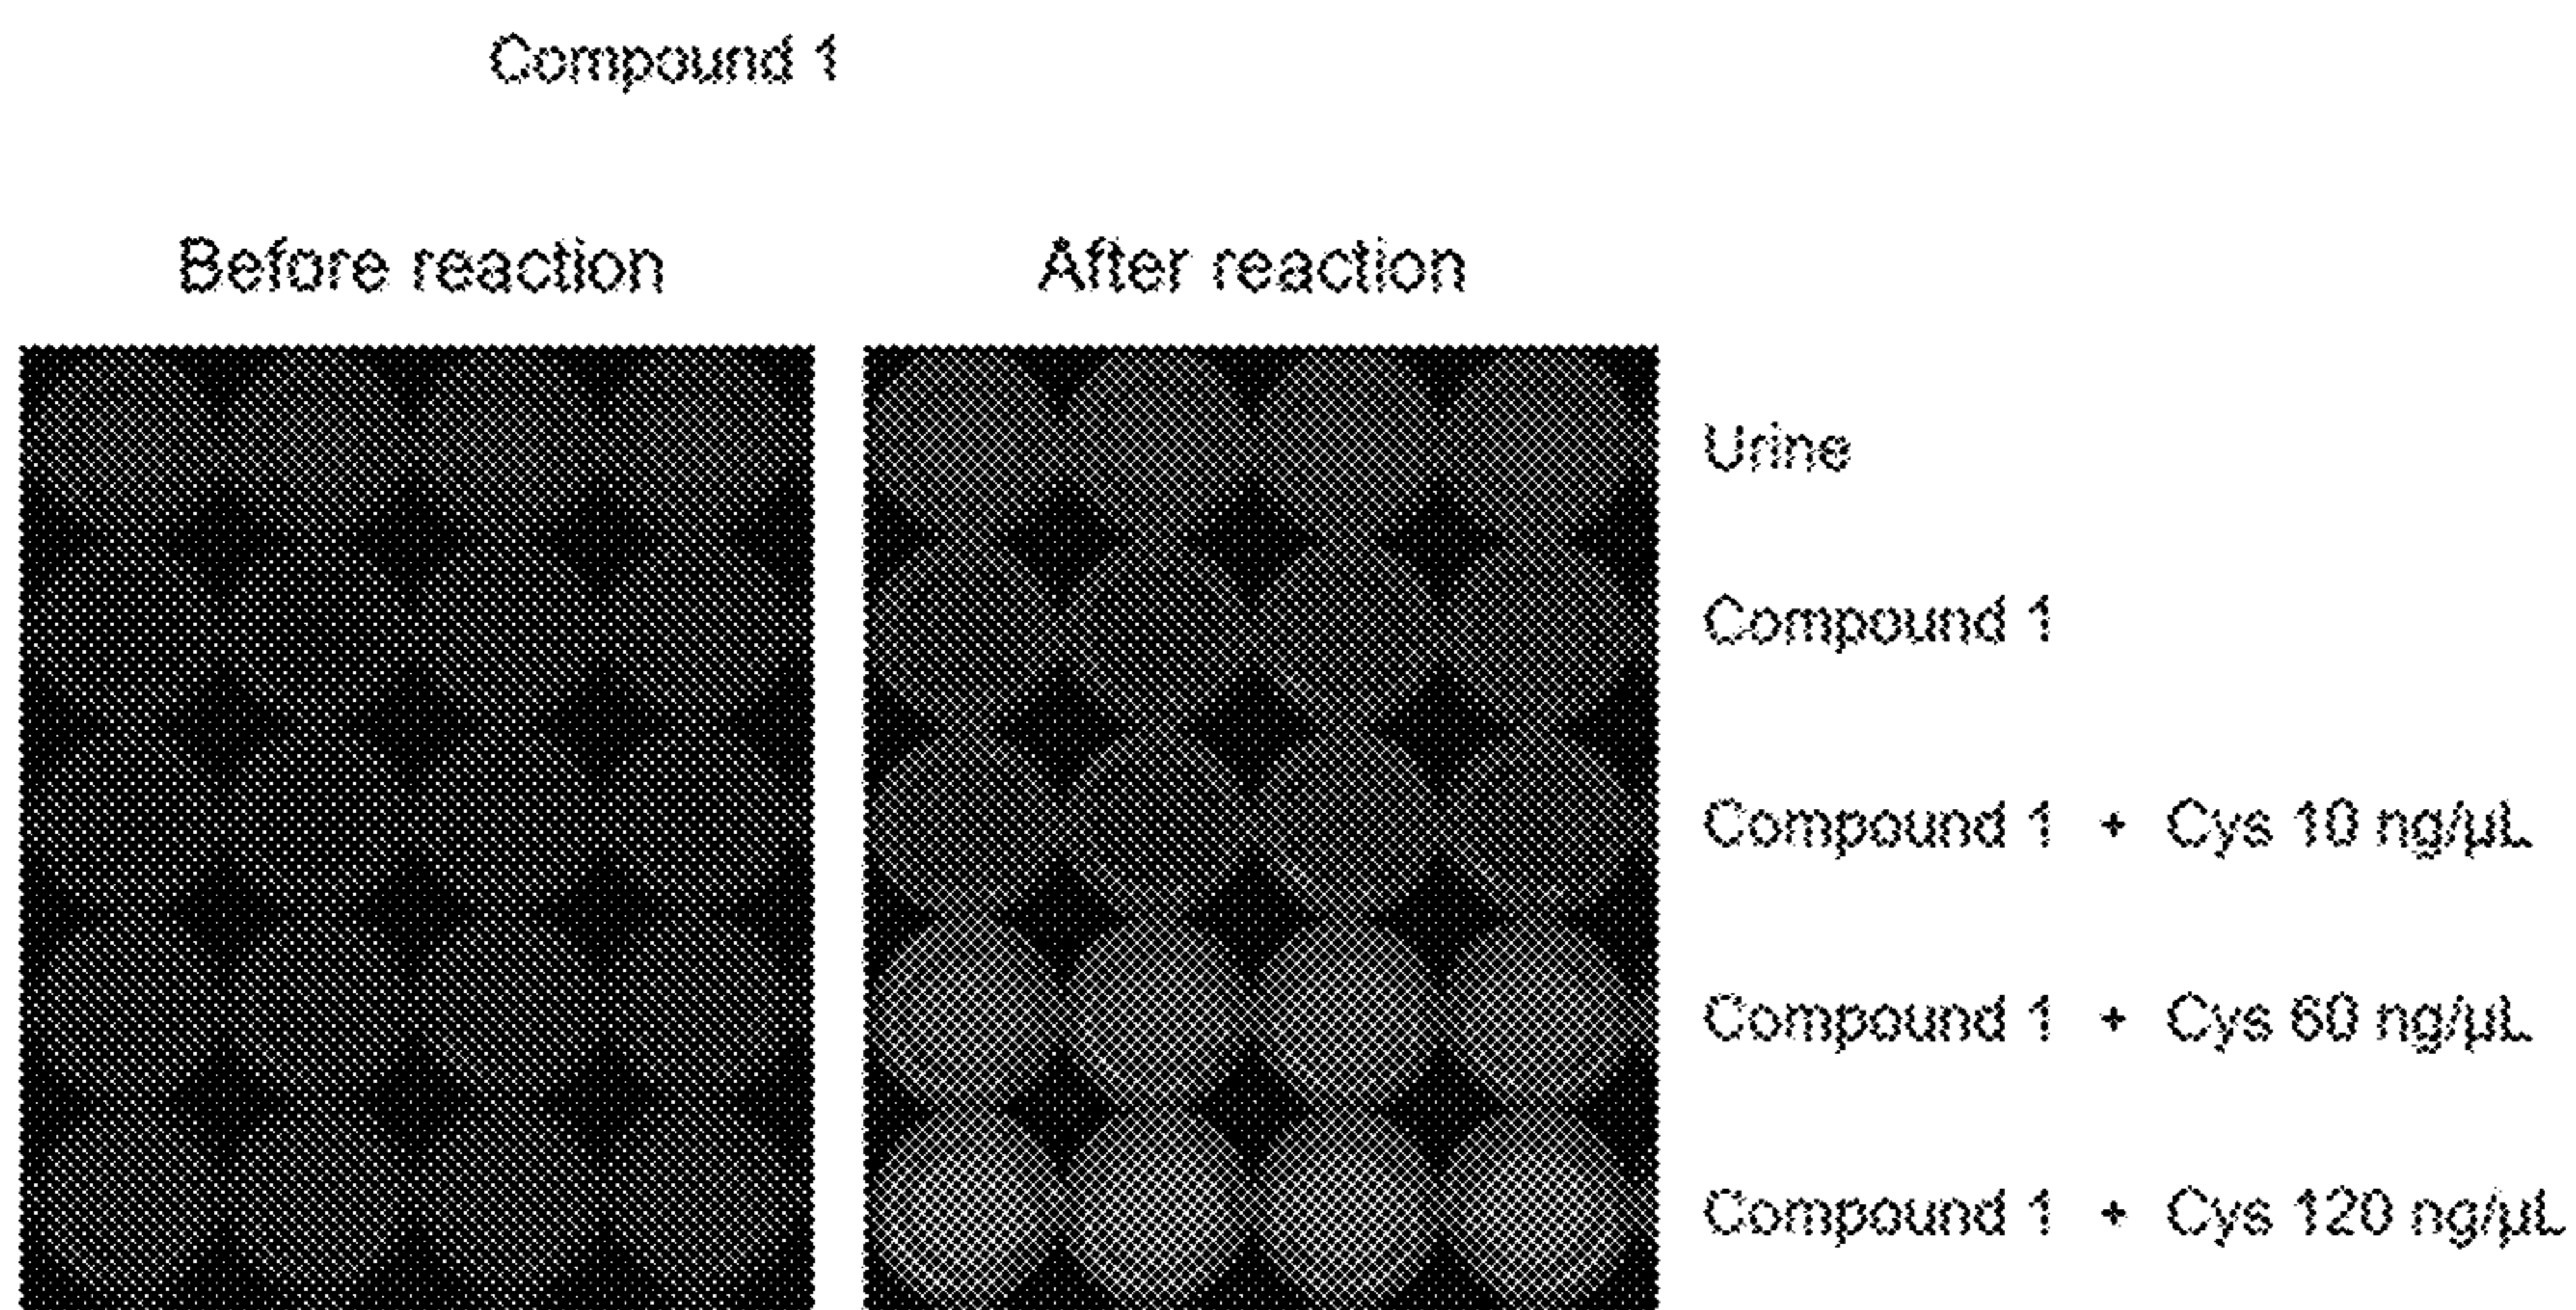 Compound 1
Before reaction
After reaction
Urine
Compound 1
Compound 1 + Cys 10 ng/µL
Compound 1 + Cys 60 ng/µL
Compound 1 + Cys 120 ng/µL